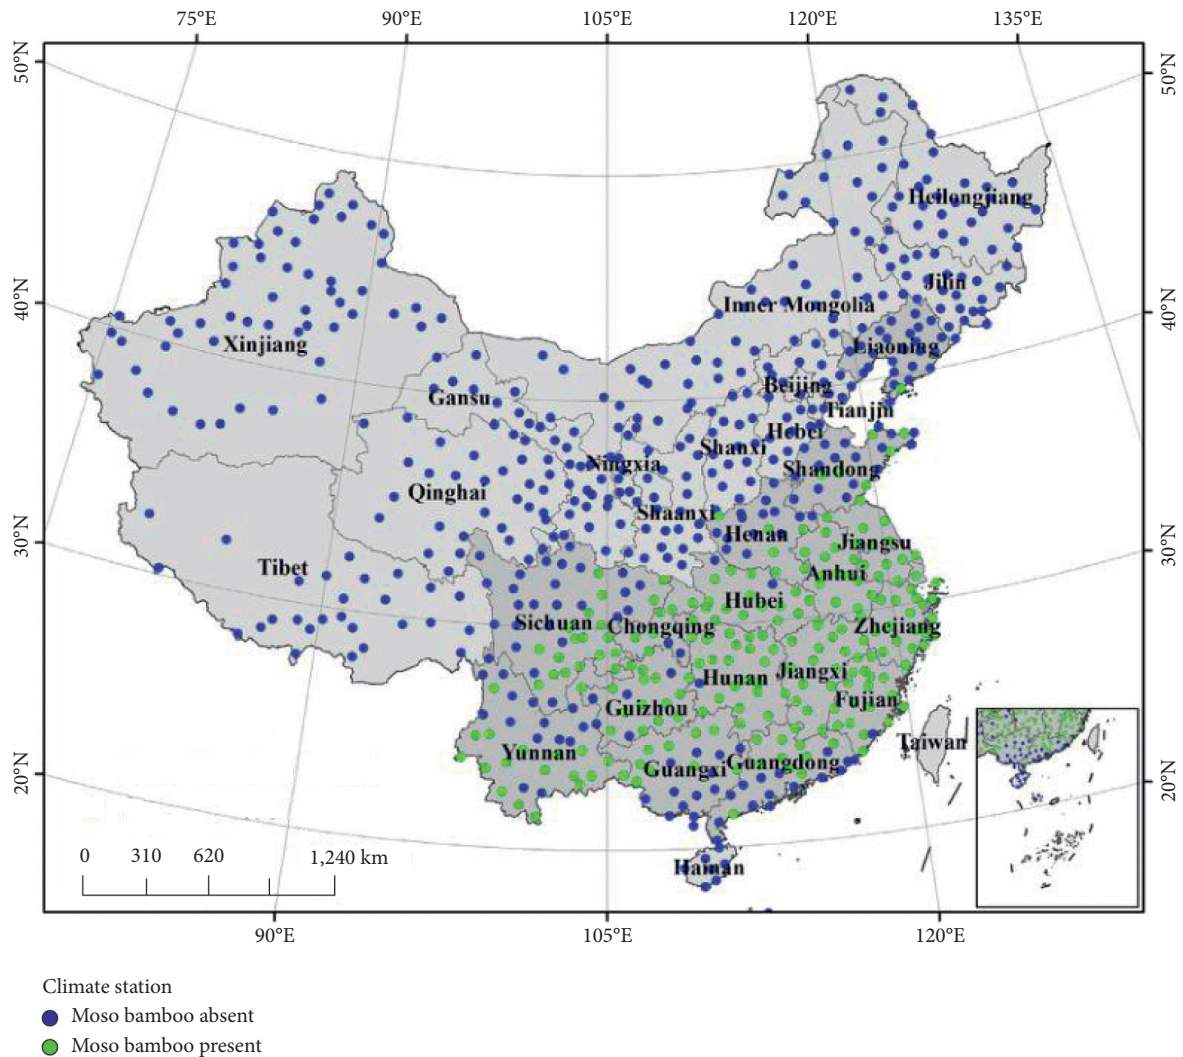 75°E 90°E 105°E 120°E 135°E
50°N
50°N
Heilongjiang
Jilin
40°N
40°N
Inner Mongolia
Xinjiang
Liaoning
Beijing
Gansu
Tianjin
Hebei
Shanxi
Ningxia
Shandong
Qinghai
Shaanxi
30°N
30°N
Henan
Jiangsu
Tibet
Anhui
Hubei
Sichuan
Chongqing
Zhejiang
Hunan
Jiangxi
Guizhou
Fujian
Taiwan
Yunnan
20°N
20°N
Guangxi
Guangdong
0 310 620 1,240 km
Hainan
90°E 105°E 120°E
Climate station
Moso bamboo absent
Moso bamboo present